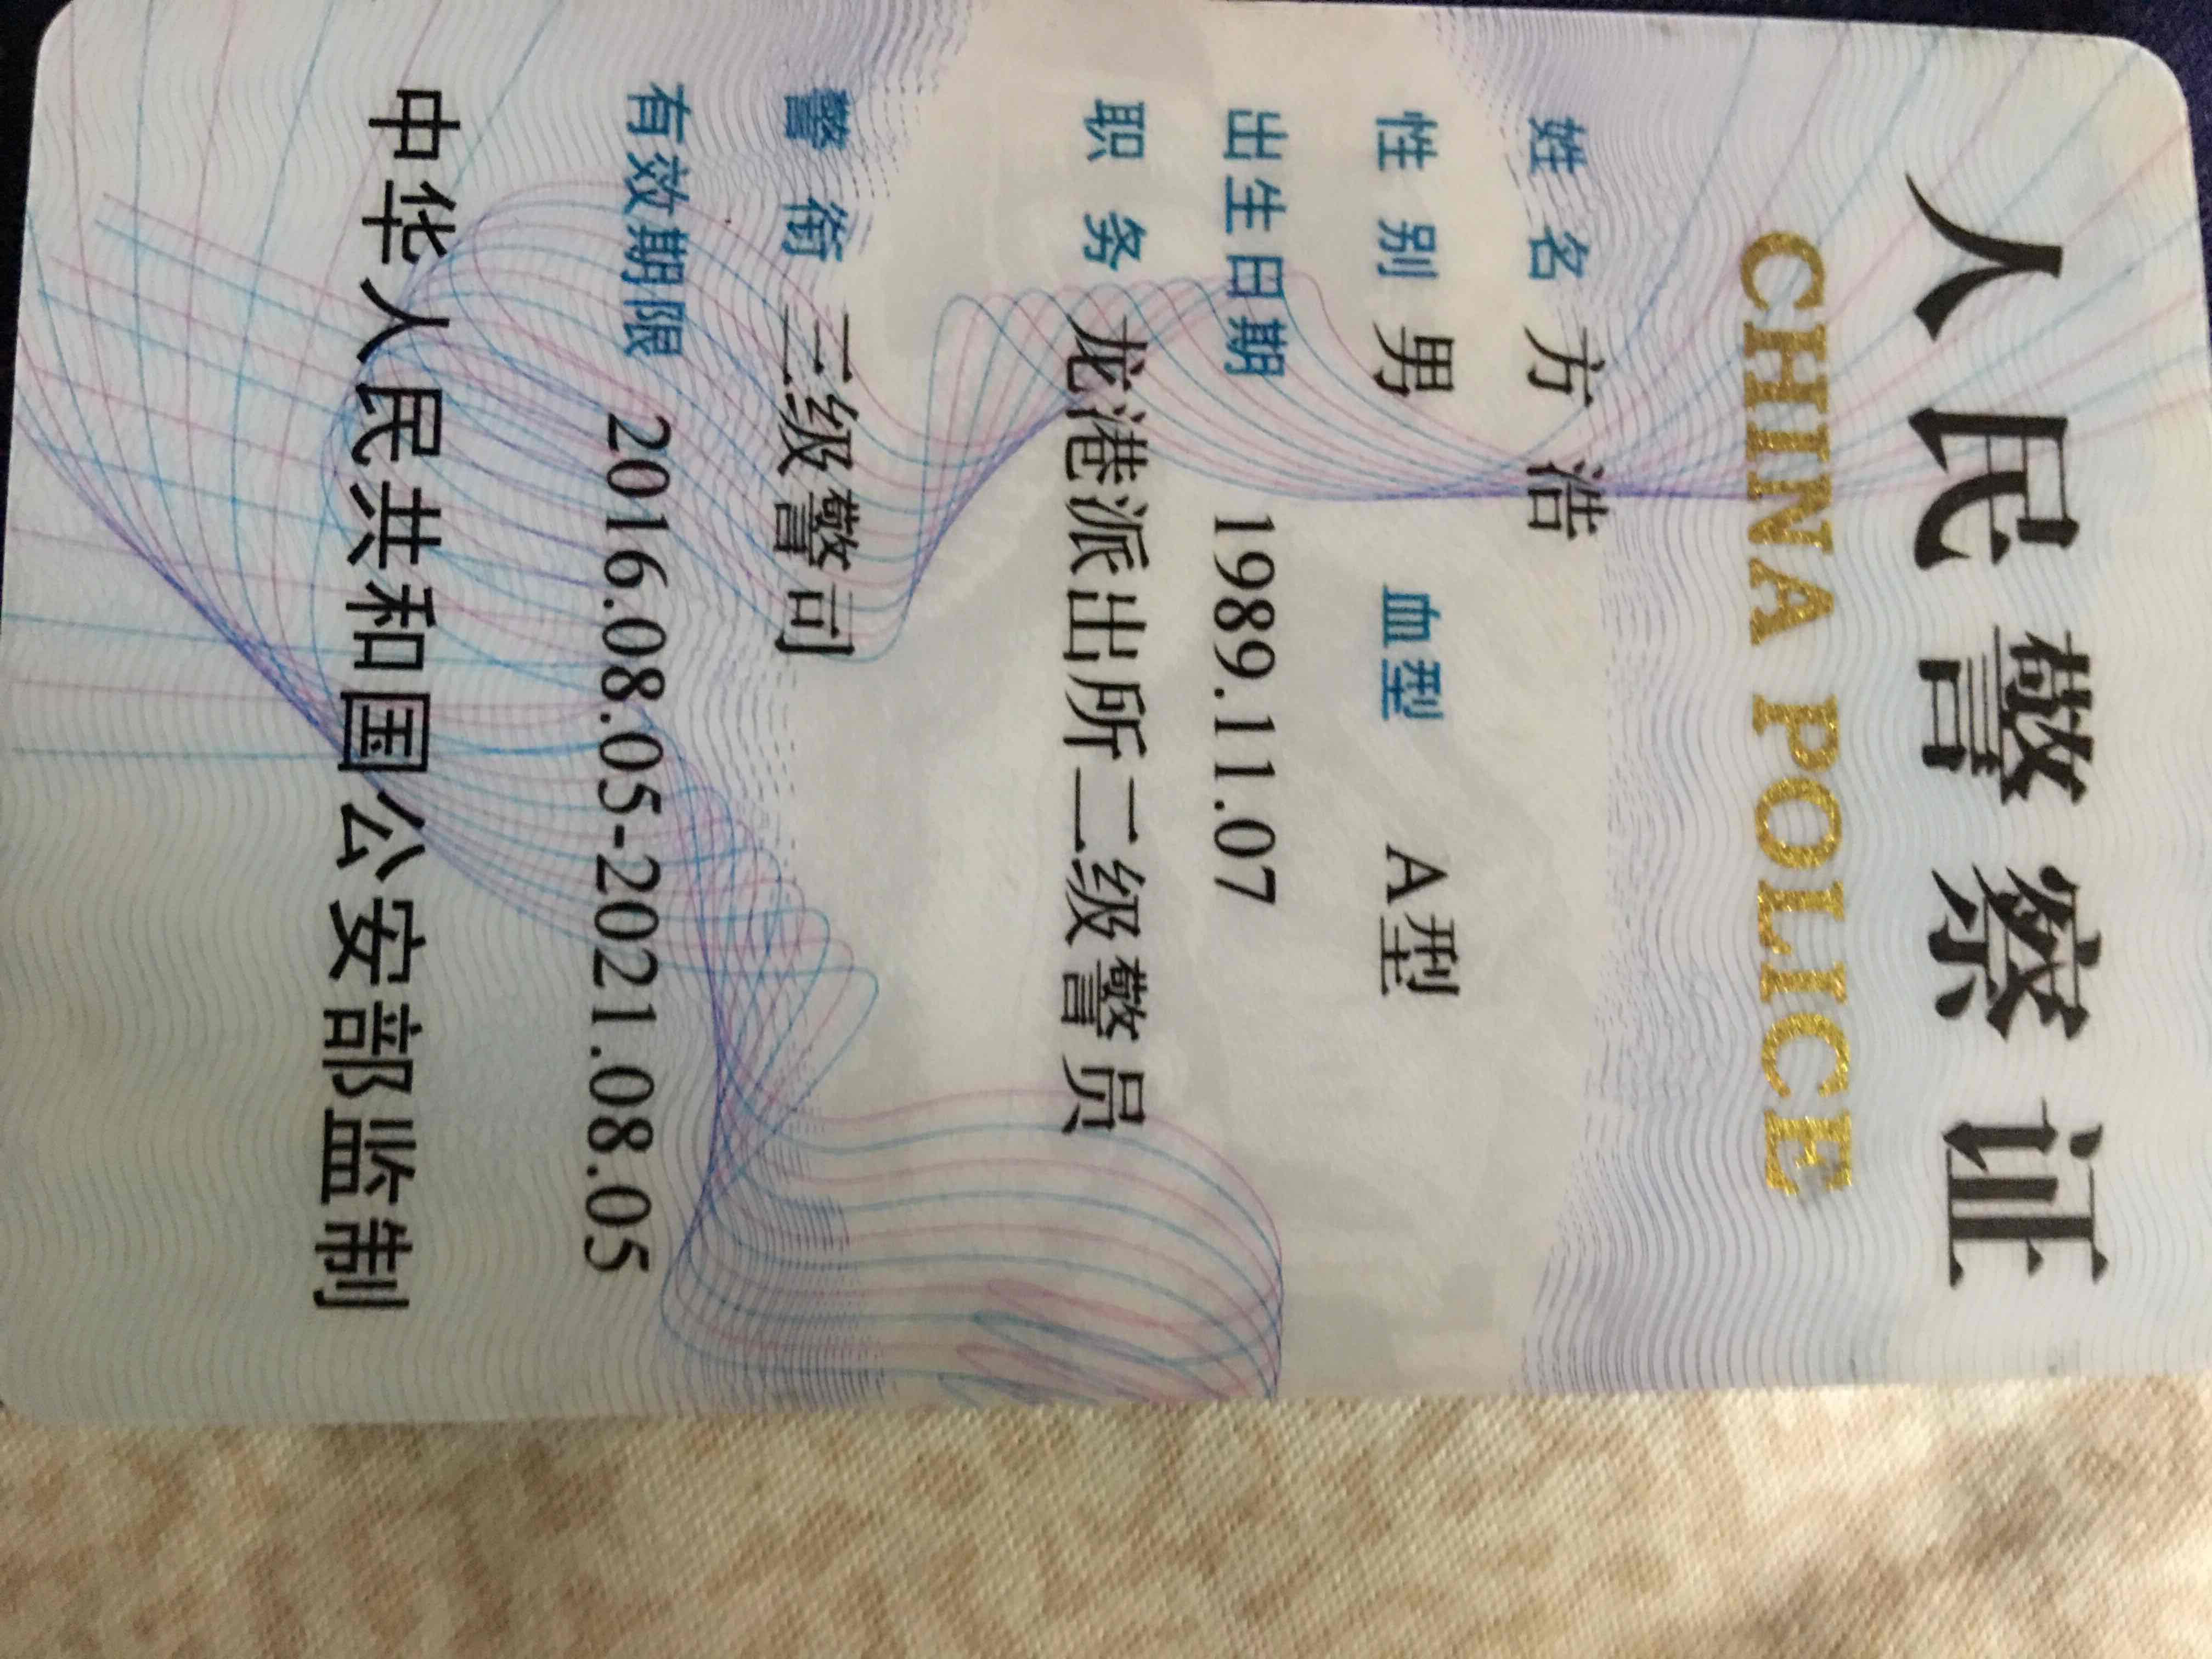 人民警察证
CHINA POLICE
姓名 方浩
性别 男 血型 A型
出生日期 1989.11.07
职务 龙港派出所二级警员
警衔 三级警司
有效期限 2016.08.05-2021.08.05
中华人民共和国公安部监制